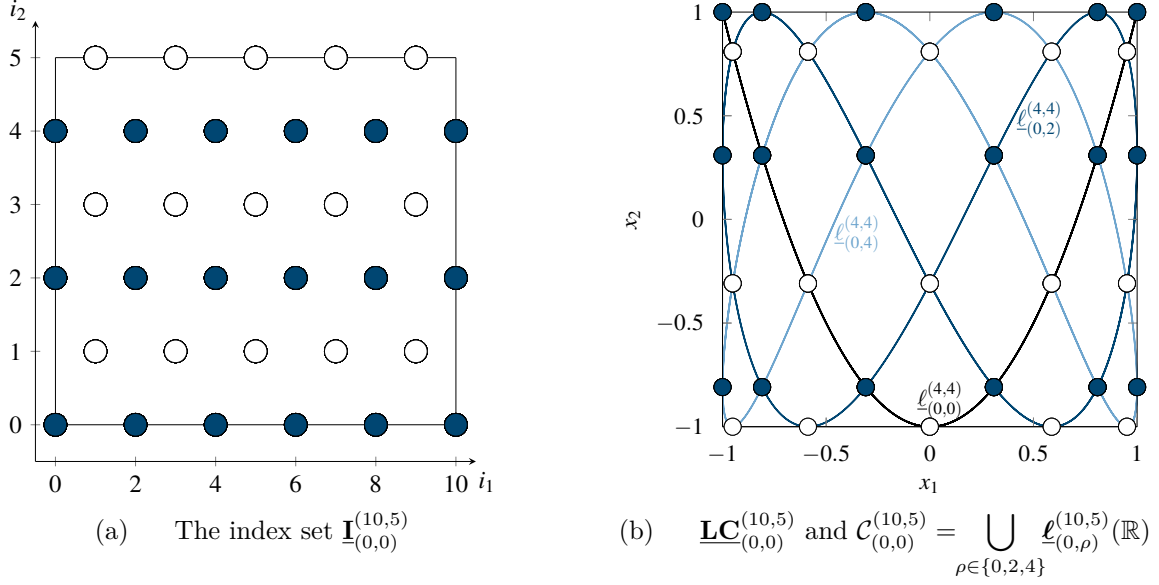 i₂
5
4
3
2
1
0
0 2 4 6 8 10 i₁
(a) The index set I^{(10,5)}_{(0,0)}
x₂
1
0.5
0
−0.5
−1
−1 −0.5 0 0.5 1
x₁
ℓ^{(4,4)}_{(0,2)}
ℓ^{(4,4)}_{(0,4)}
ℓ^{(4,4)}_{(0,0)}
(b) LC^{(10,5)}_{(0,0)} and C^{(10,5)}_{(0,0)} = ⋃_{ρ∈{0,2,4}} ℓ^{(10,5)}_{(0,ρ)}(ℝ)